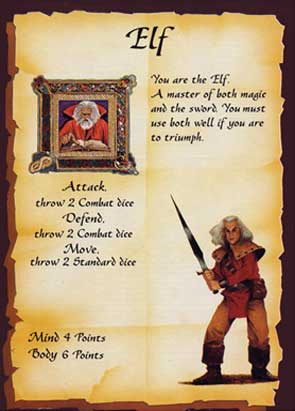 Elf
You are the Elf.
A master of both magic
and the sword. You must
use both well if you are
to triumph.
Attack,
throw 2 Combat dice
Defend,
throw 2 Combat dice
Move,
throw 2 Standard dice
Mind 4 Points
Body 6 Points